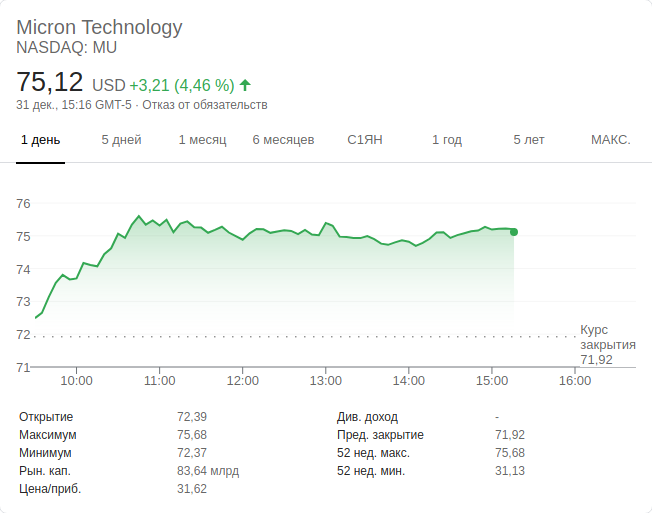 Micron Technology
NASDAQ: MU
75,12 USD +3,21 (4,46 %)
31 дек., 15:16 GMT-5 · Отказ от обязательств
1 день 5 дней 1 месяц 6 месяцев С1ЯН 1 год 5 лет МАКС.
76
75
74
73
72
71
Курс
закрытия
71,92
10:00 11:00 12:00 13:00 14:00 15:00 16:00
Открытие 72,39 Див. доход -
Максимум 75,68 Пред. закрытие 71,92
Минимум 72,37 52 нед. макс. 75,68
Рын. кап. 83,64 млрд 52 нед. мин. 31,13
Цена/приб. 31,62